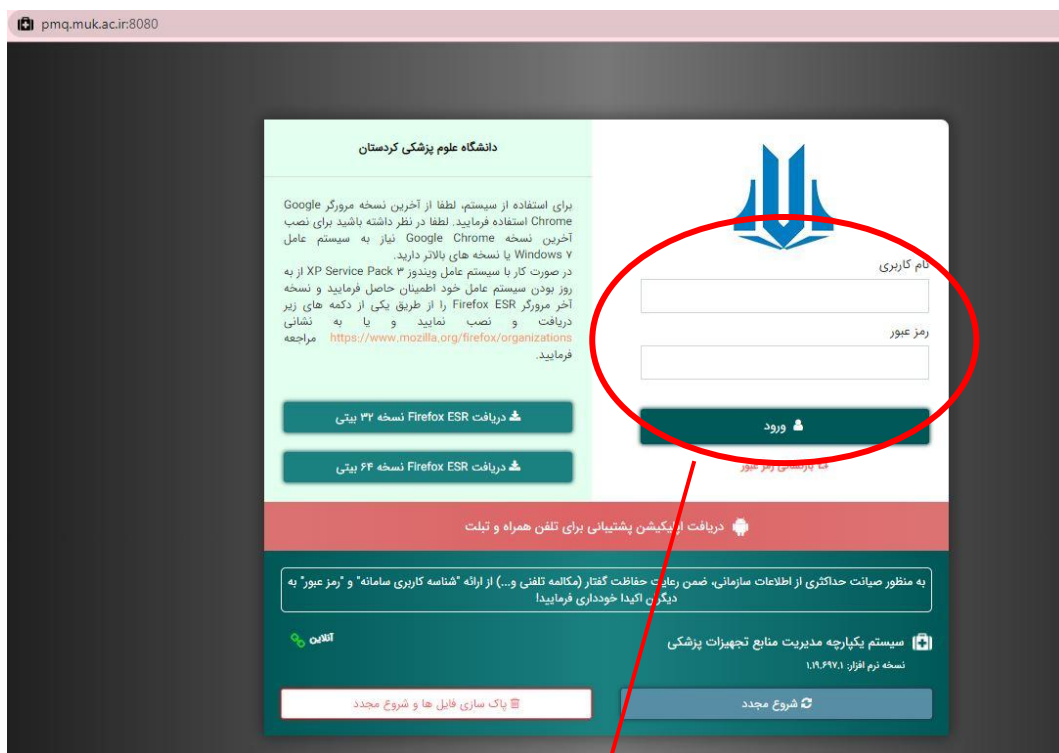 pmq.muk.ac.ir:8080
نام کاربری
رمز عبور
ورود
بازنشانی رمز عبور
دانشگاه علوم پزشکی کردستان
برای استفاده از سیستم، لطفا از آخرین نسخه مرورگر Google
Chrome استفاده فرمایید. لطفا در نظر داشته باشید برای نصب
آخرین نسخه Google Chrome نیاز به سیستم عامل
Windows ۷ یا نسخه های بالاتر دارید.
در صورت کار با سیستم عامل ویندوز XP Service Pack ۳ از به
روز بودن سیستم عامل خود اطمینان حاصل فرمایید و نسخه
آخر مرورگر Firefox ESR را از طریق یکی از دکمه های زیر
دریافت و نصب نمایید و یا به نشانی
https://www.mozilla.org/firefox/organizations مراجعه
فرمایید.
دریافت Firefox ESR نسخه ۳۲ بیتی
دریافت Firefox ESR نسخه ۶۴ بیتی
دریافت اپلیکیشن پشتیبانی برای تلفن همراه و تبلت
به منظور صیانت حداکثری از اطلاعات سازمانی، ضمن رعایت حفاظت گفتار (مکالمه تلفنی و...) از ارائه "شناسه کاربری سامانه" و "رمز عبور" به
دیگران اکیدا خودداری فرمایید!
سیستم یکپارچه مدیریت منابع تجهیزات پزشکی
نسخه نرم افزار: ۱.۱۹.۶۹۷.۱
آنلاین
شروع مجدد
پاک سازی فایل ها و شروع مجدد